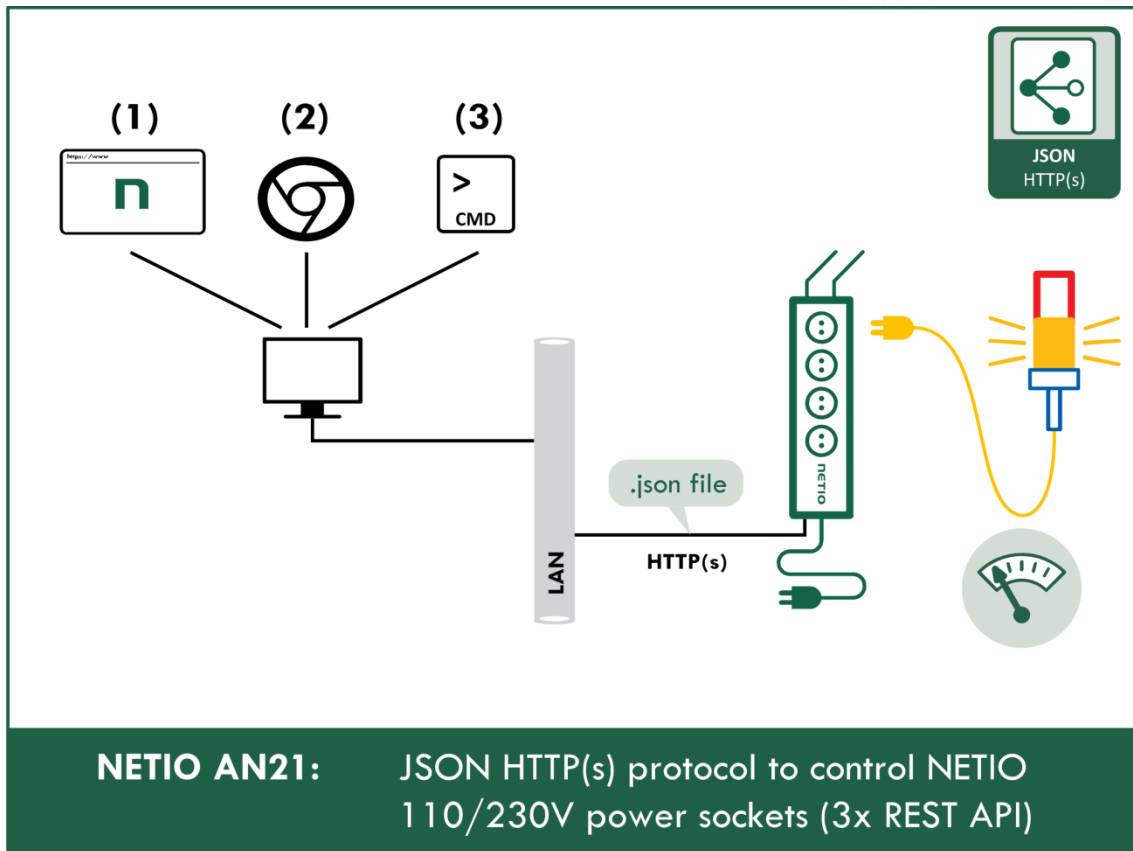 JSON
HTTP(s)
(1)
(2)
(3)
https://www
n
>
CMD
NETIO
.json file
LAN
HTTP(s)
NETIO AN21: JSON HTTP(s) protocol to control NETIO
110/230V power sockets (3x REST API)